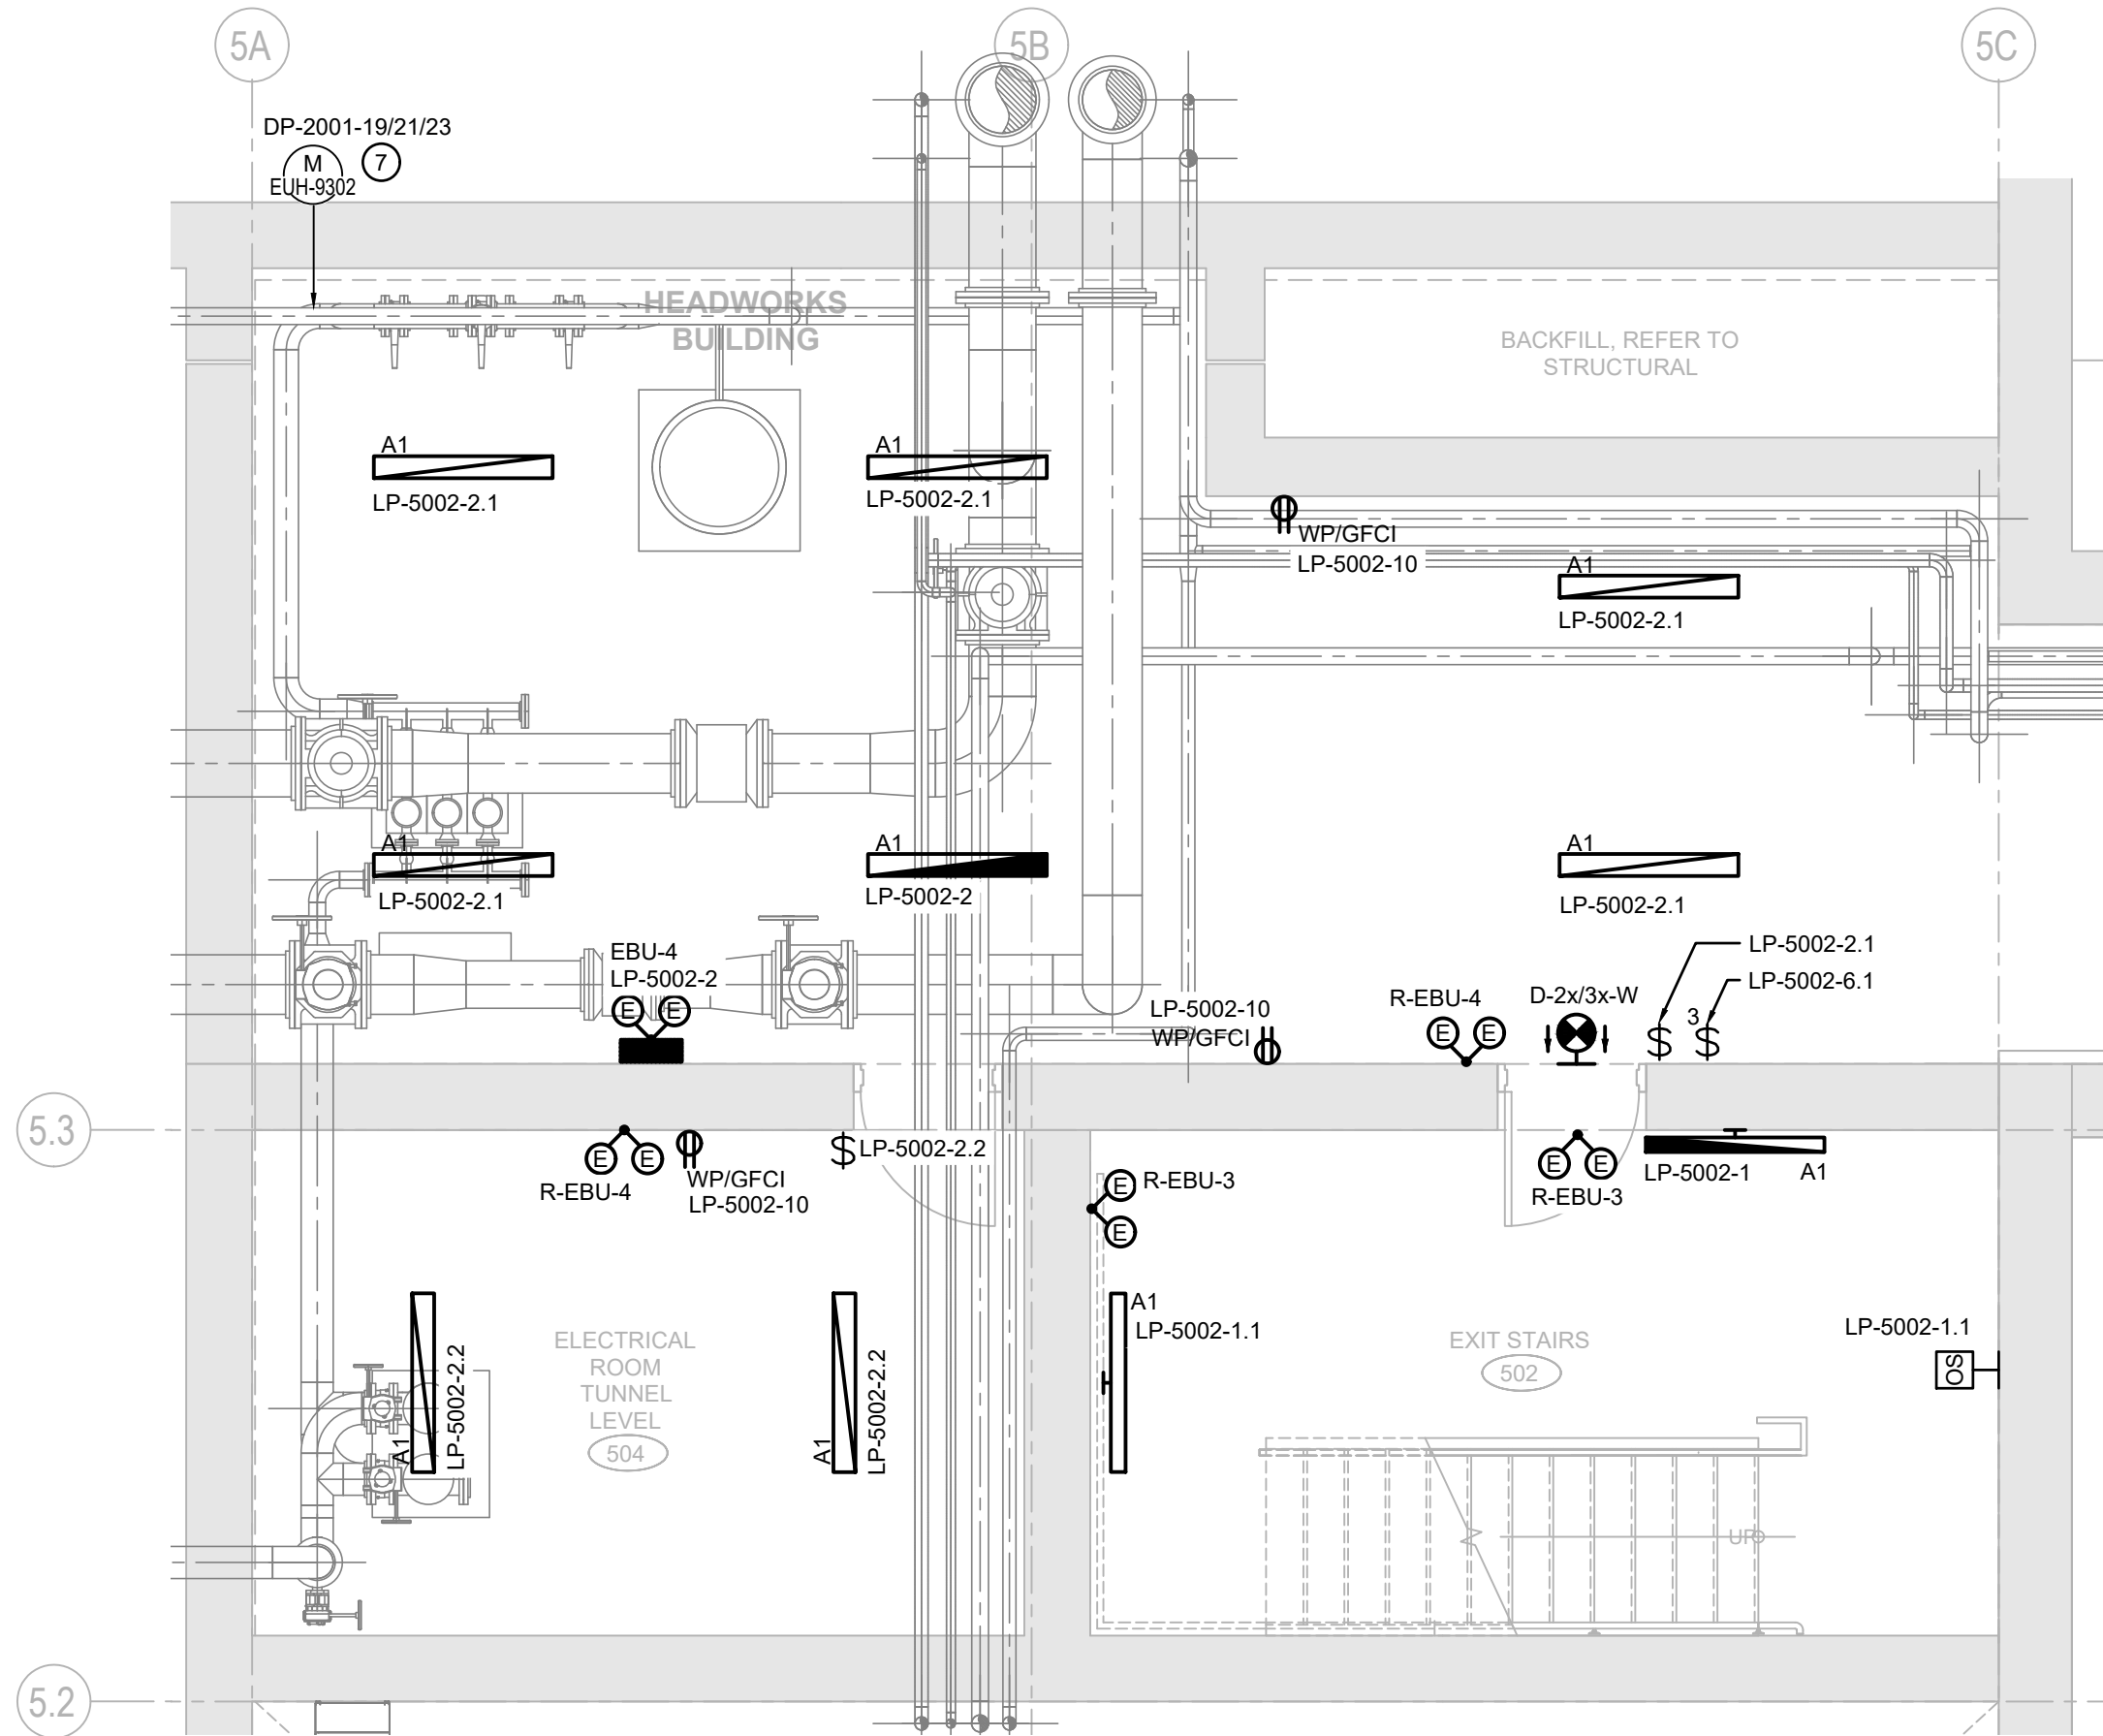 5A
5B
5C
DP-2001-19/21/23
M
7
EUH-9302
HEADWORKS
BUILDING
BACKFILL, REFER TO
STRUCTURAL
A1
LP-5002-2.1
A1
LP-5002-2.1
WP/GFCI
LP-5002-10
A1
LP-5002-2.1
A1
LP-5002-2.1
A1
LP-5002-2
A1
LP-5002-2.1
LP-5002-2.1
LP-5002-6.1
EBU-4
LP-5002-2
E E
LP-5002-10
WP/GFCI
R-EBU-4
E E
D-2x/3x-W
$
3
$
5.3
E E
R-EBU-4
WP/GFCI
LP-5002-10
$ LP-5002-2.2
E R-EBU-3
E
E E
R-EBU-3
LP-5002-1 A1
A1
LP-5002-2.2
ELECTRICAL
ROOM
TUNNEL
LEVEL
504
A1
LP-5002-2.2
A1
LP-5002-1.1
EXIT STAIRS
502
LP-5002-1.1
OS
UP
5.2